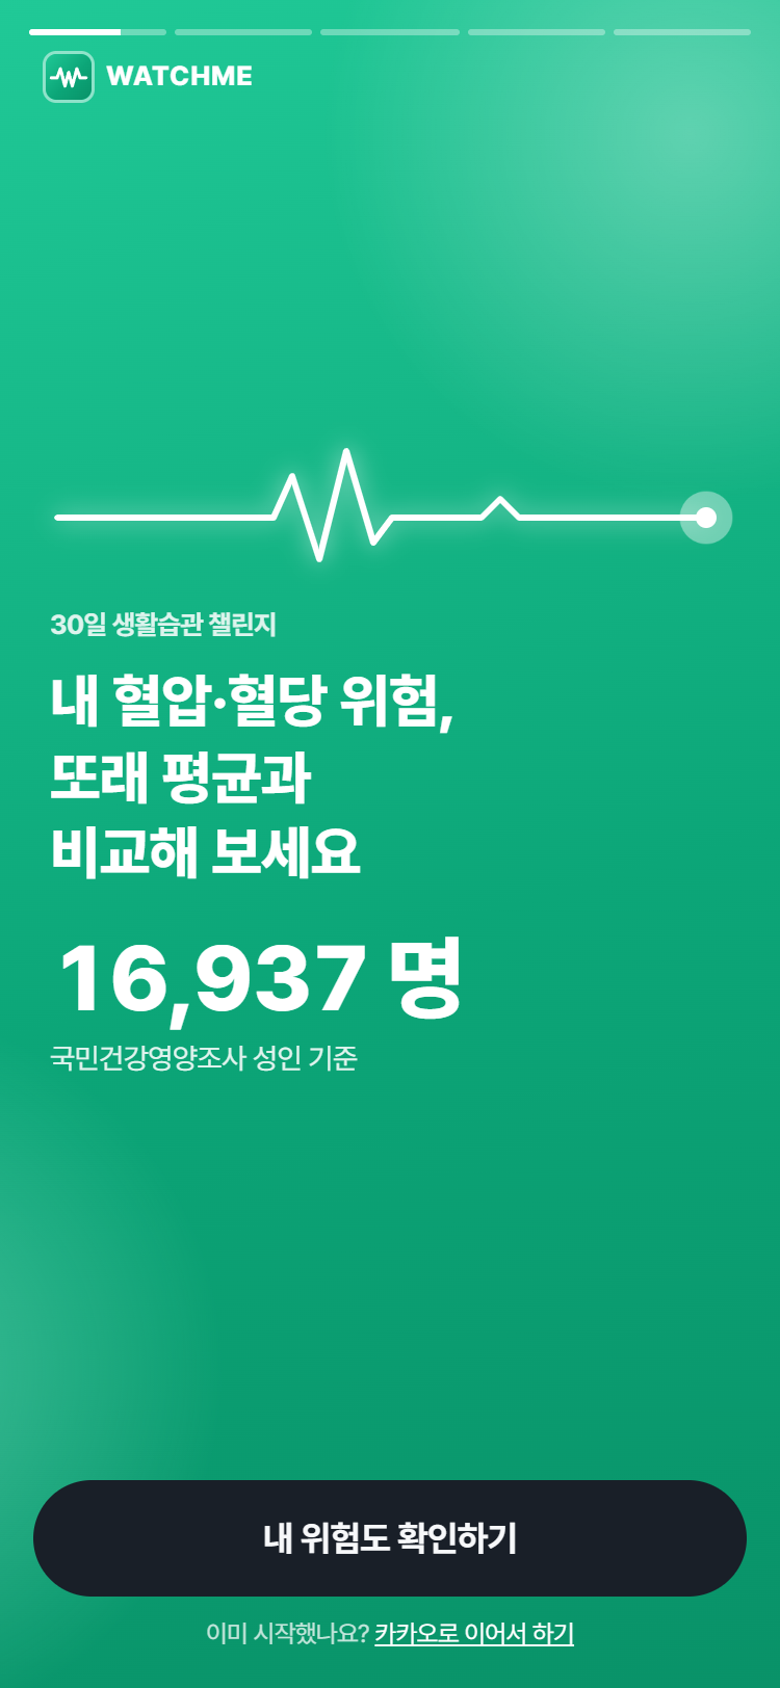 WATCHME
30일 생활습관 챌린지
내 혈압·혈당 위험,
또래 평균과
비교해 보세요
16,937 명
국민건강영양조사 성인 기준
내 위험도 확인하기
이미 시작했나요? 카카오로 이어서 하기